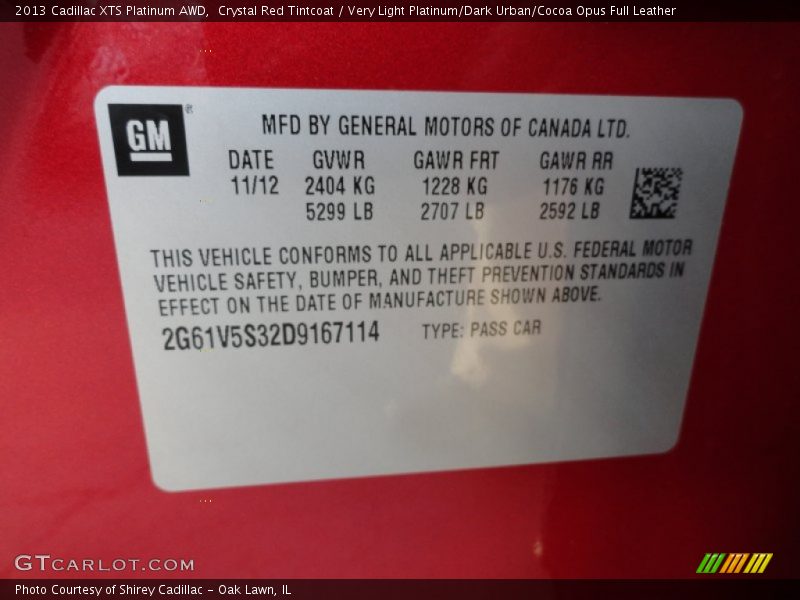 2013 Cadillac XTS Platinum AWD,  Crystal Red Tintcoat / Very Light Platinum/Dark Urban/Cocoa Opus Full Leather
GM®
MFD BY GENERAL MOTORS OF CANADA LTD.
DATE GVWR GAWR FRT GAWR RR
11/12 2404 KG 1228 KG 1176 KG
5299 LB 2707 LB 2592 LB
THIS VEHICLE CONFORMS TO ALL APPLICABLE U.S. FEDERAL MOTOR
VEHICLE SAFETY, BUMPER, AND THEFT PREVENTION STANDARDS IN
EFFECT ON THE DATE OF MANUFACTURE SHOWN ABOVE.
2G61V5S32D9167114 TYPE: PASS CAR
GTCARLOT.COM
Photo Courtesy of Shirey Cadillac - Oak Lawn, IL